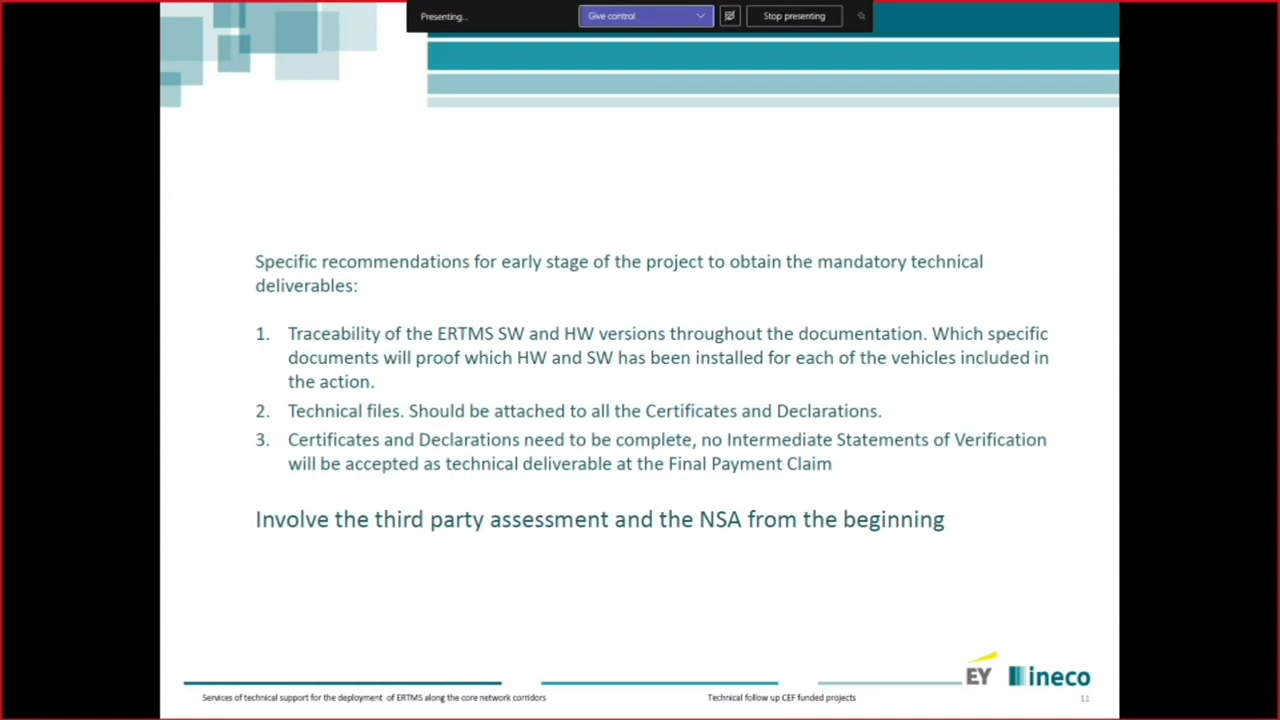 Presenting...
Give control
Stop presenting
Specific recommendations for early stage of the project to obtain the mandatory technical
deliverables:
1. Traceability of the ERTMS SW and HW versions throughout the documentation. Which specific
documents will proof which HW and SW has been installed for each of the vehicles included in
the action.
2. Technical files. Should be attached to all the Certificates and Declarations.
3. Certificates and Declarations need to be complete, no Intermediate Statements of Verification
will be accepted as technical deliverable at the Final Payment Claim
Involve the third party assessment and the NSA from the beginning
EY
ineco
Services of technical support for the deployment of ERTMS along the core network corridors
Technical follow up CEF funded projects
11